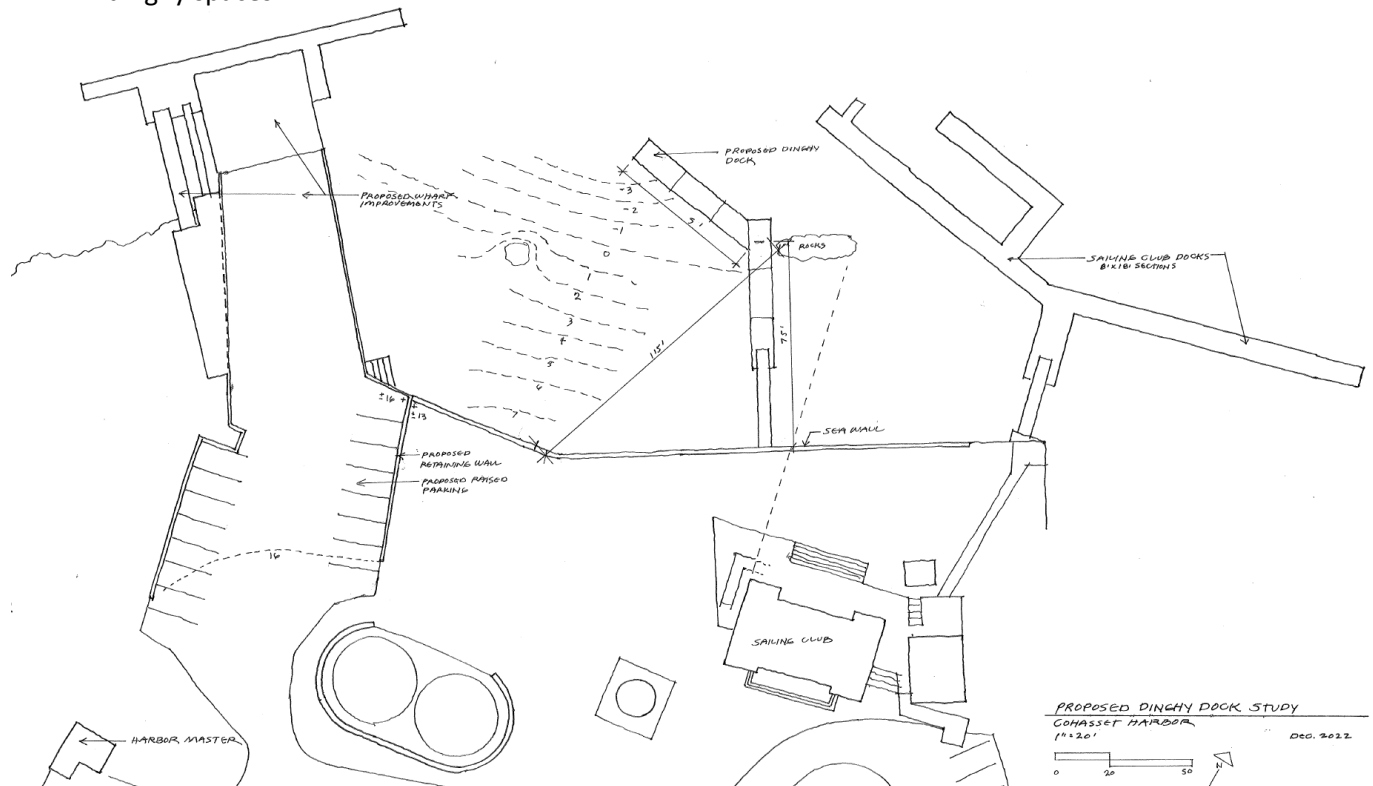 PROPOSED DINGHY
DOCK
PROPOSED WHARF
IMPROVEMENTS
-3
-2
-1
0
1
2
3
4
5
6
7
ROCKS
SAILING CLUB DOCKS
8'X18' SECTIONS
115'
75'
±16
±13
SEA WALL
PROPOSED
RETAINING WALL
PROPOSED RAISED
PARKING
16
SAILING CLUB
HARBOR MASTER
PROPOSED DINGHY DOCK STUDY
COHASSET HARBOR
1"=20'
DEC. 2022
0 20 50
N